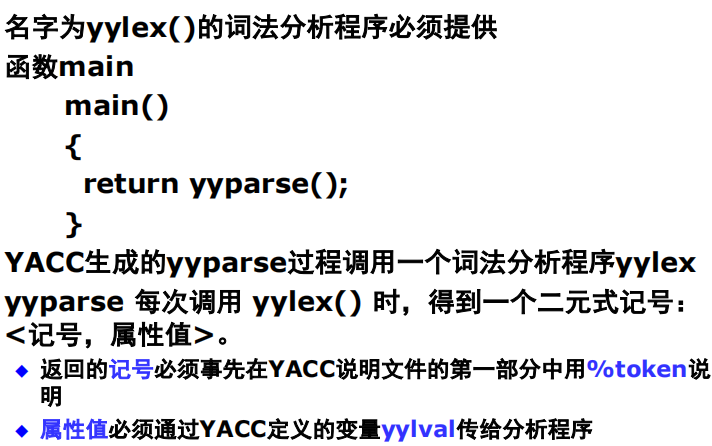 名字为yylex()的词法分析程序必须提供
函数main
main()
{
return yyparse();
}
YACC生成的yyparse过程调用一个词法分析程序yylex
yyparse 每次调用 yylex() 时，得到一个二元式记号：
<记号，属性值>。
◆ 返回的记号必须事先在YACC说明文件的第一部分中用%token说
明
◆ 属性值必须通过YACC定义的变量yylval传给分析程序